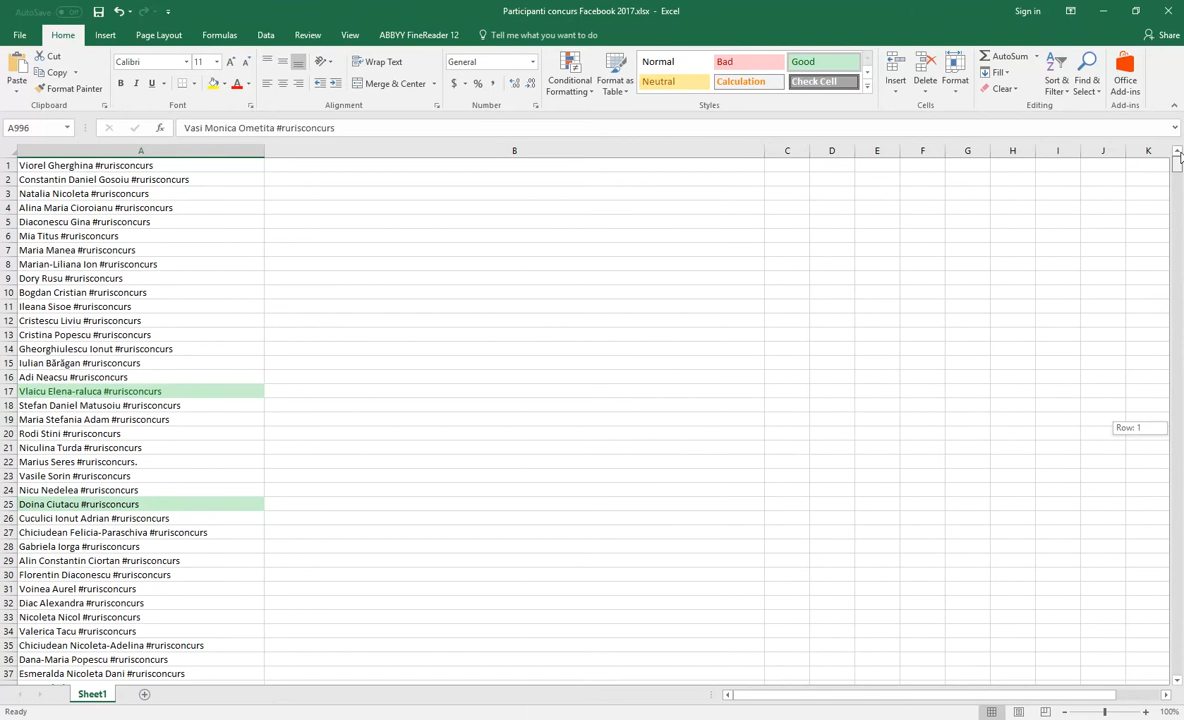 AutoSave Off
Participanti concurs Facebook 2017.xlsx - Excel
Sign in
File Home Insert Page Layout Formulas Data Review View ABBYY FineReader 12 Tell me what you want to do Share
Paste Cut Copy Format Painter Clipboard
Calibri 11 B I U Font
Wrap Text Merge & Center Alignment
General $ % Number
Conditional Formatting Format as Table
Normal Bad Good
Neutral Calculation Check Cell
Styles
Insert Delete Format Cells
AutoSum Fill Clear Sort & Filter Find & Select Editing
Office Add-ins Add-ins
A996 fx Vasi Monica Ometita #rurisconcurs
A B C D E F G H I J K
1 Viorel Gherghina #rurisconcurs
2 Constantin Daniel Gosoiu #rurisconcurs
3 Natalia Nicoleta #rurisconcurs
4 Alina Maria Cioroianu #rurisconcurs
5 Diaconescu Gina #rurisconcurs
6 Mia Titus #rurisconcurs
7 Maria Manea #rurisconcurs
8 Marian-Liliana Ion #rurisconcurs
9 Dory Rusu #rurisconcurs
10 Bogdan Cristian #rurisconcurs
11 Ileana Sisoe #rurisconcurs
12 Cristescu Liviu #rurisconcurs
13 Cristina Popescu #rurisconcurs
14 Gheorghiulescu Ionut #rurisconcurs
15 Iulian Bărăgan #rurisconcurs
16 Adi Neacsu #rurisconcurs
17 Vlaicu Elena-raluca #rurisconcurs
18 Stefan Daniel Matusoiu #rurisconcurs
19 Maria Stefania Adam #rurisconcurs
20 Rodi Stini #rurisconcurs
Row: 1
21 Niculina Turda #rurisconcurs
22 Marius Seres #rurisconcurs.
23 Vasile Sorin #rurisconcurs
24 Nicu Nedelea #rurisconcurs
25 Doina Ciutacu #rurisconcurs
26 Cuculici Ionut Adrian #rurisconcurs
27 Chiciudean Felicia-Paraschiva #rurisconcurs
28 Gabriela Iorga #rurisconcurs
29 Alin Constantin Ciortan #rurisconcurs
30 Florentin Diaconescu #rurisconcurs
31 Voinea Aurel #rurisconcurs
32 Diac Alexandra #rurisconcurs
33 Nicoleta Nicol #rurisconcurs
34 Valerica Tacu #rurisconcurs
35 Chiciudean Nicoleta-Adelina #rurisconcurs
36 Dana-Maria Popescu #rurisconcurs
37 Esmeralda Nicoleta Dani #rurisconcurs
Sheet1
Ready
100%